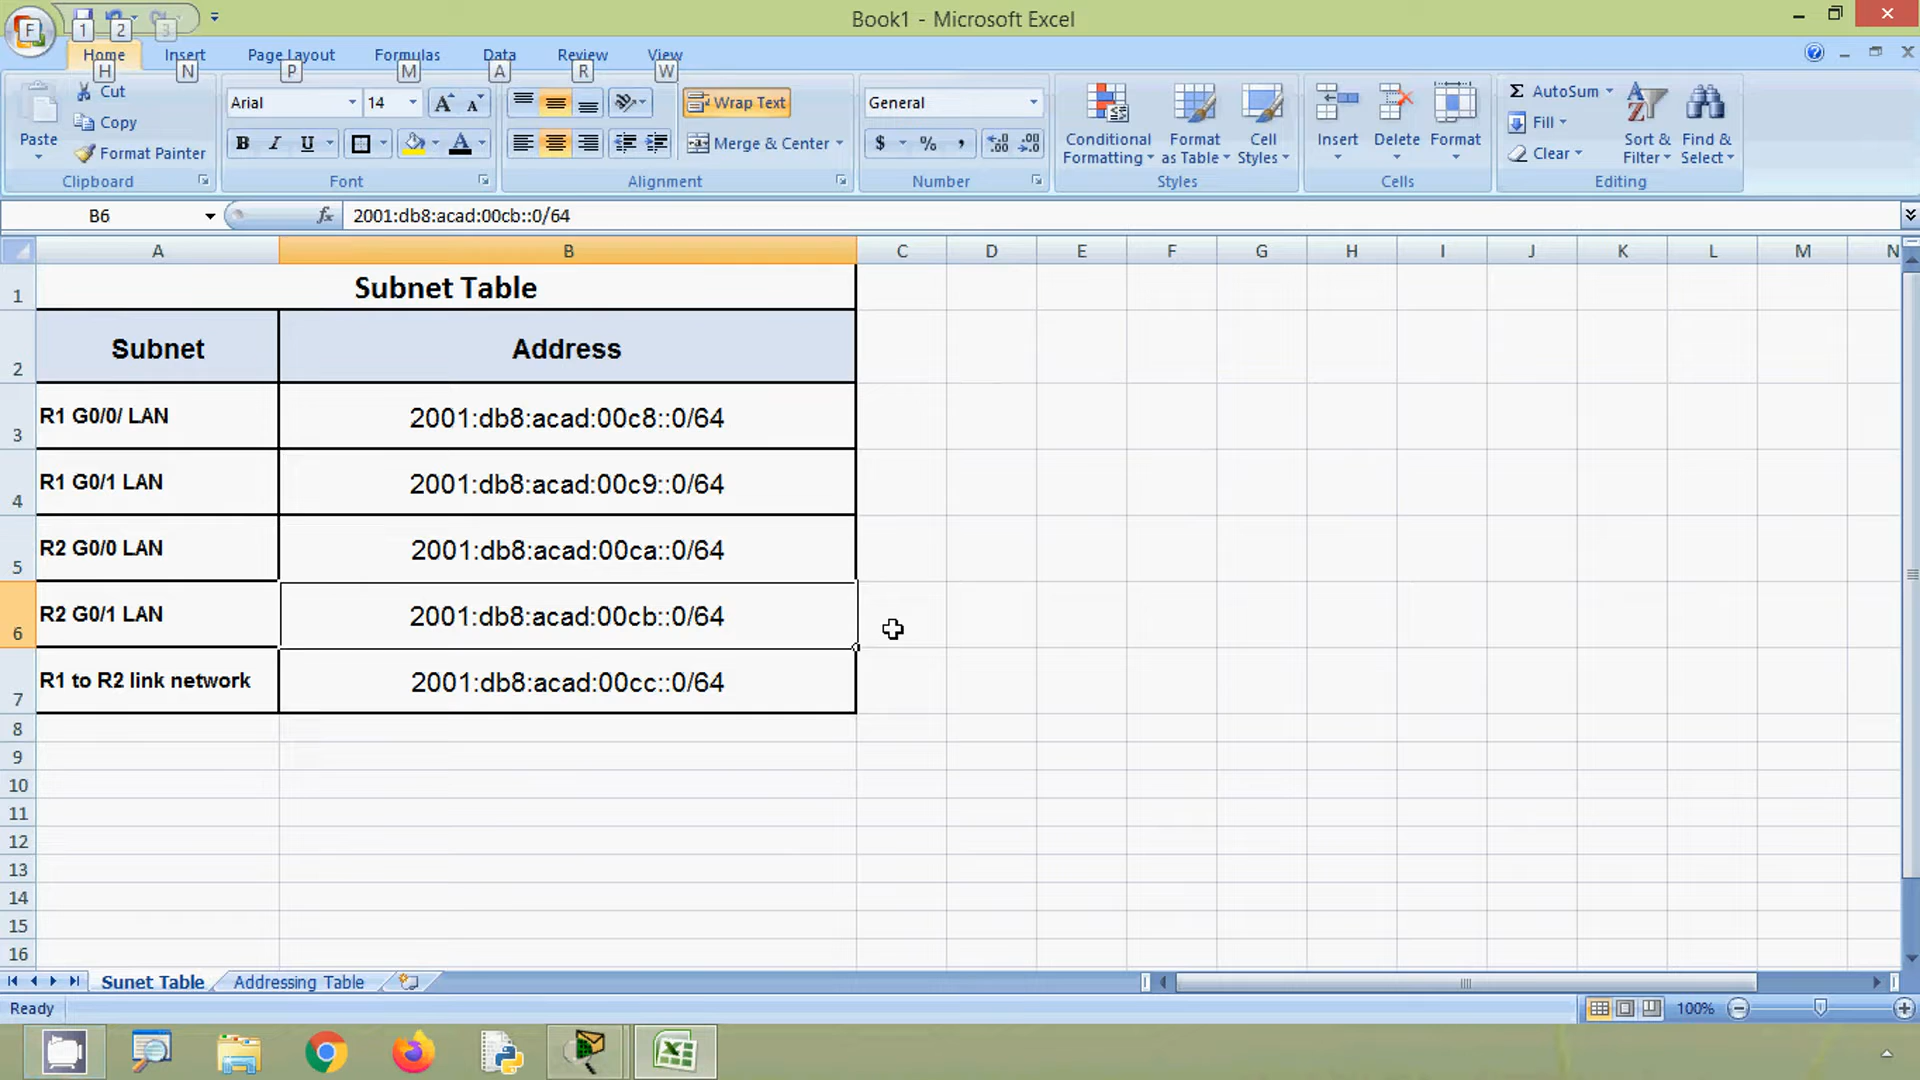 Book1 - Microsoft Excel
F 1 2 3
Home Insert Page Layout Formulas Data Review View
H N P M A R W
Paste
Cut
Copy
Format Painter
Clipboard
Arial 14
B I U
Font
Wrap Text
Merge & Center
Alignment
General
$ % ,
Number
Conditional Formatting
Format as Table
Cell Styles
Styles
Insert Delete Format
Cells
Σ AutoSum
Fill
Clear
Sort & Filter
Find & Select
Editing
B6 fx 2001:db8:acad:00cb::0/64
A B C D E F G H I J K L M N
1 Subnet Table
2 Subnet Address
3 R1 G0/0/ LAN 2001:db8:acad:00c8::0/64
4 R1 G0/1 LAN 2001:db8:acad:00c9::0/64
5 R2 G0/0 LAN 2001:db8:acad:00ca::0/64
6 R2 G0/1 LAN 2001:db8:acad:00cb::0/64
7 R1 to R2 link network 2001:db8:acad:00cc::0/64
8
9
10
11
12
13
14
15
16
Sunet Table Addressing Table
Ready 100%